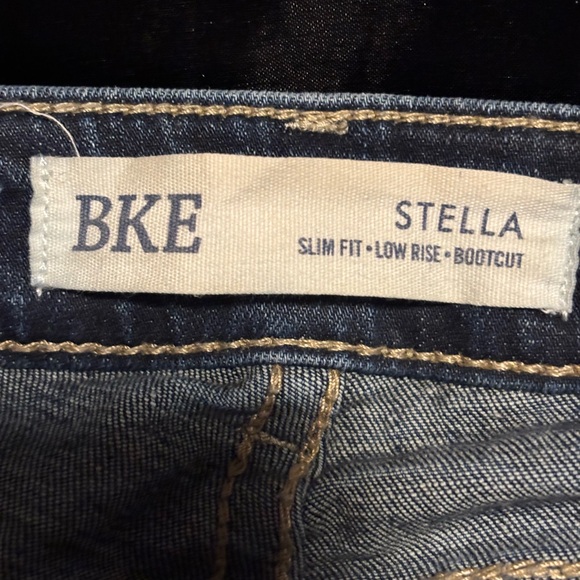 BKE
STELLA
SLIM FIT • LOW RISE • BOOTCUT